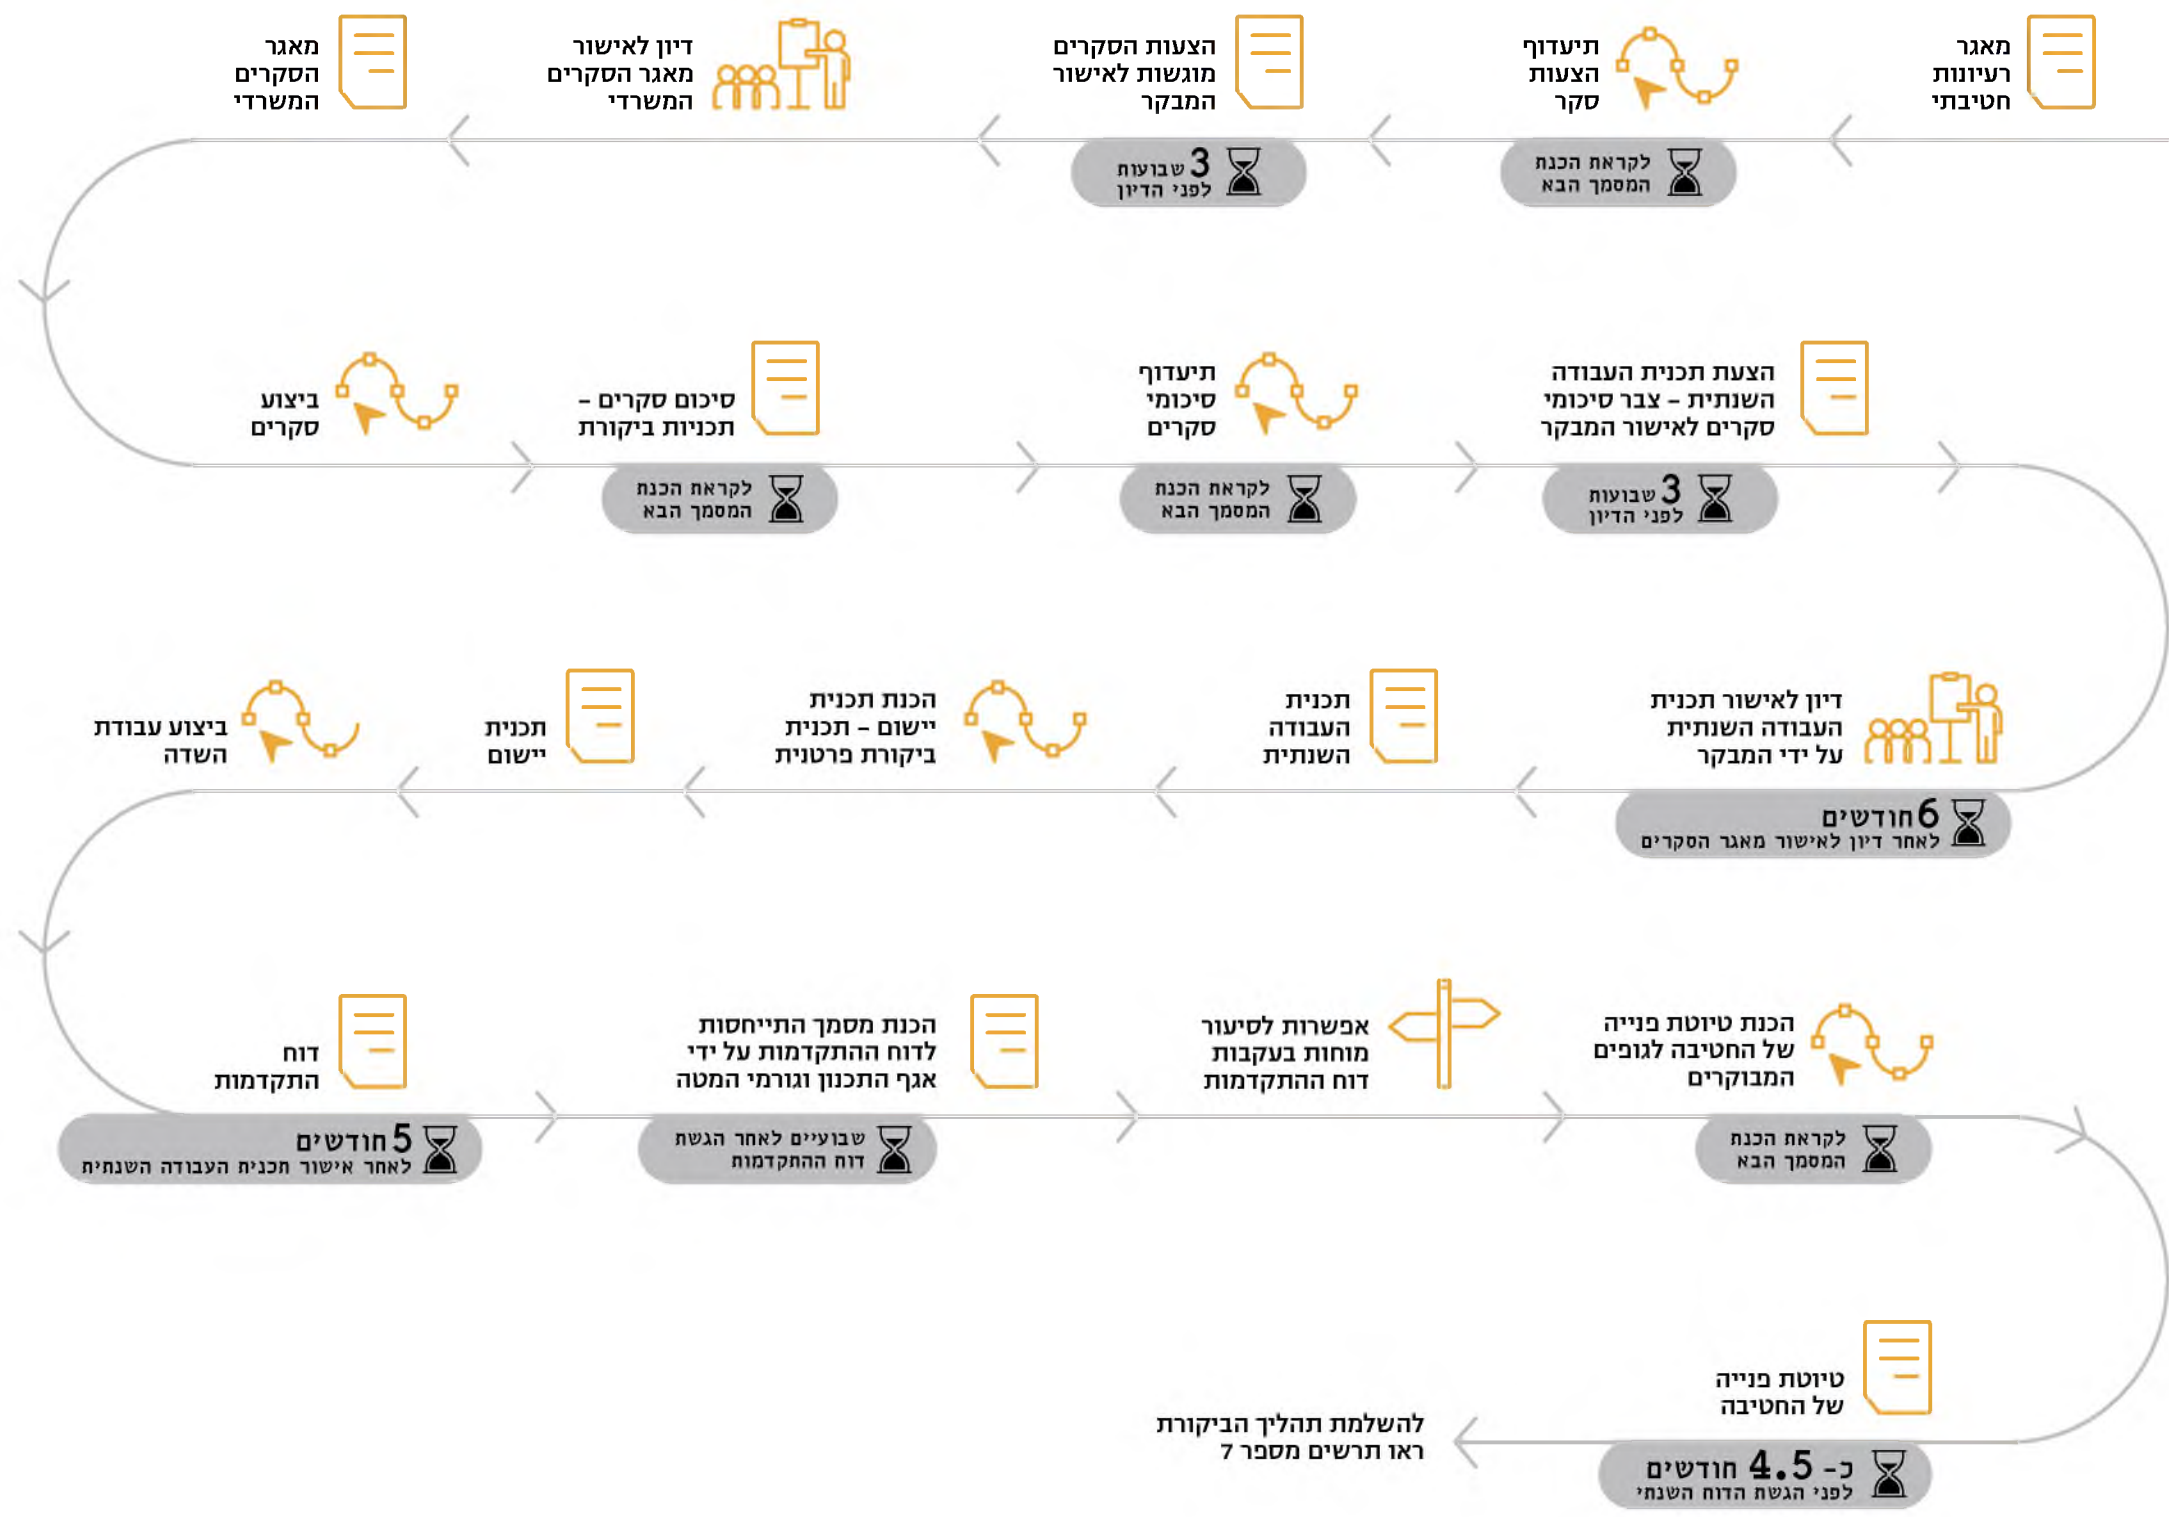 מאגר
רעיונות
חטיבתי
תיעדוף
הצעות
סקר
לקראת הכנת
המסמך הבא
הצעות הסקרים
מוגשות לאישור
המבקר
3 שבועות
לפני הדיון
דיון לאישור
מאגר הסקרים
המשרדי
מאגר
הסקרים
המשרדי
ביצוע
סקרים
סיכום סקרים –
תכניות ביקורת
לקראת הכנת
המסמך הבא
תיעדוף
סיכומי
סקרים
לקראת הכנת
המסמך הבא
הצעת תכנית העבודה
השנתית – צבר סיכומי
סקרים לאישור המבקר
3 שבועות
לפני הדיון
דיון לאישור תכנית
העבודה השנתית
על ידי המבקר
6 חודשים
לאחר דיון לאישור מאגר הסקרים
תכנית
העבודה
השנתית
הכנת תכנית
יישום – תכנית
ביקורת פרטנית
תכנית
יישום
ביצוע עבודת
השדה
דוח
התקדמות
5 חודשים
לאחר אישור תכנית העבודה השנתית
הכנת מסמך התייחסות
לדוח ההתקדמות על ידי
אגף התכנון וגורמי המטה
שבועיים לאחר הגשת
דוח ההתקדמות
אפשרות לסיעור
מוחות בעקבות
דוח ההתקדמות
הכנת טיוטת פנייה
של החטיבה לגופים
המבוקרים
לקראת הכנת
המסמך הבא
טיוטת פנייה
של החטיבה
כ- 4.5 חודשים
לפני הגשת הדוח השנתי
להשלמת תהליך הביקורת
ראו תרשים מספר 7